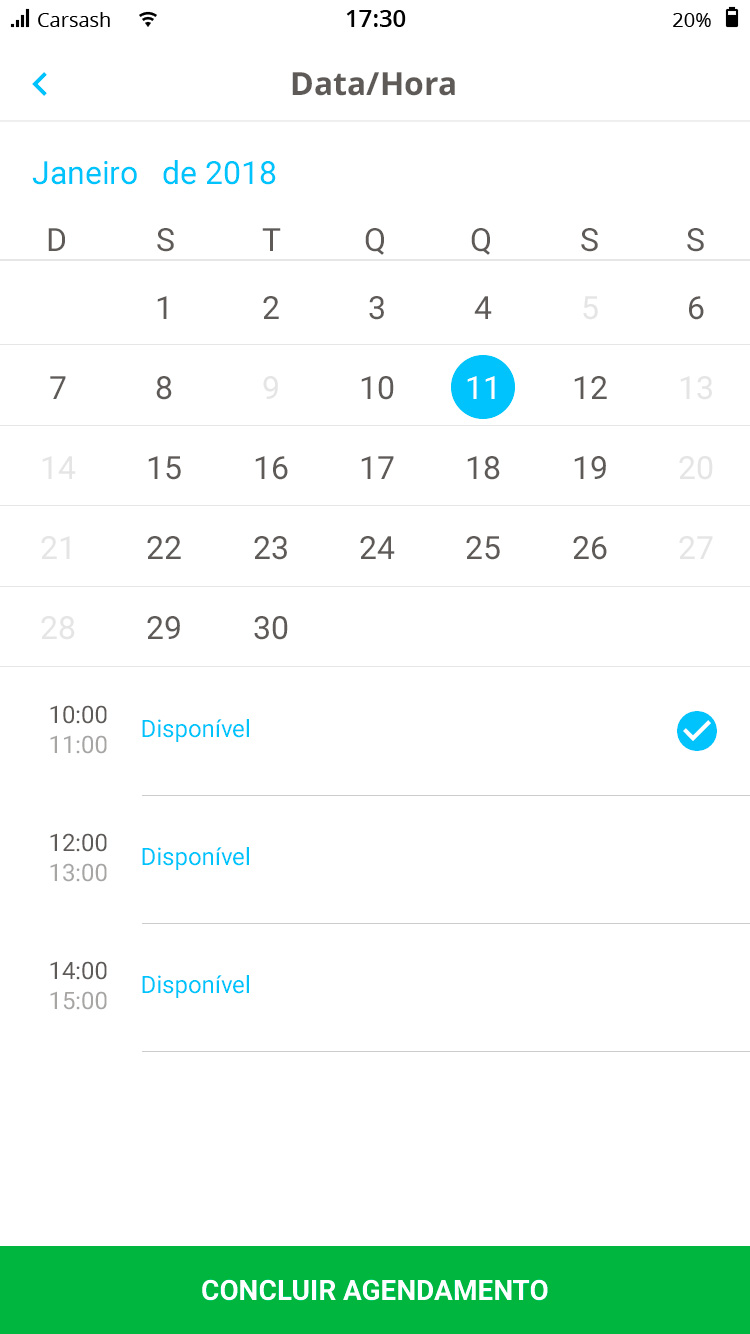 Carsash 17:30 20%
Data/Hora
Janeiro de 2018
D S T Q Q S S
1 2 3 4 5 6
7 8 9 10 11 12 13
14 15 16 17 18 19 20
21 22 23 24 25 26 27
28 29 30
10:00
11:00
Disponível
12:00
13:00
Disponível
14:00
15:00
Disponível
CONCLUIR AGENDAMENTO